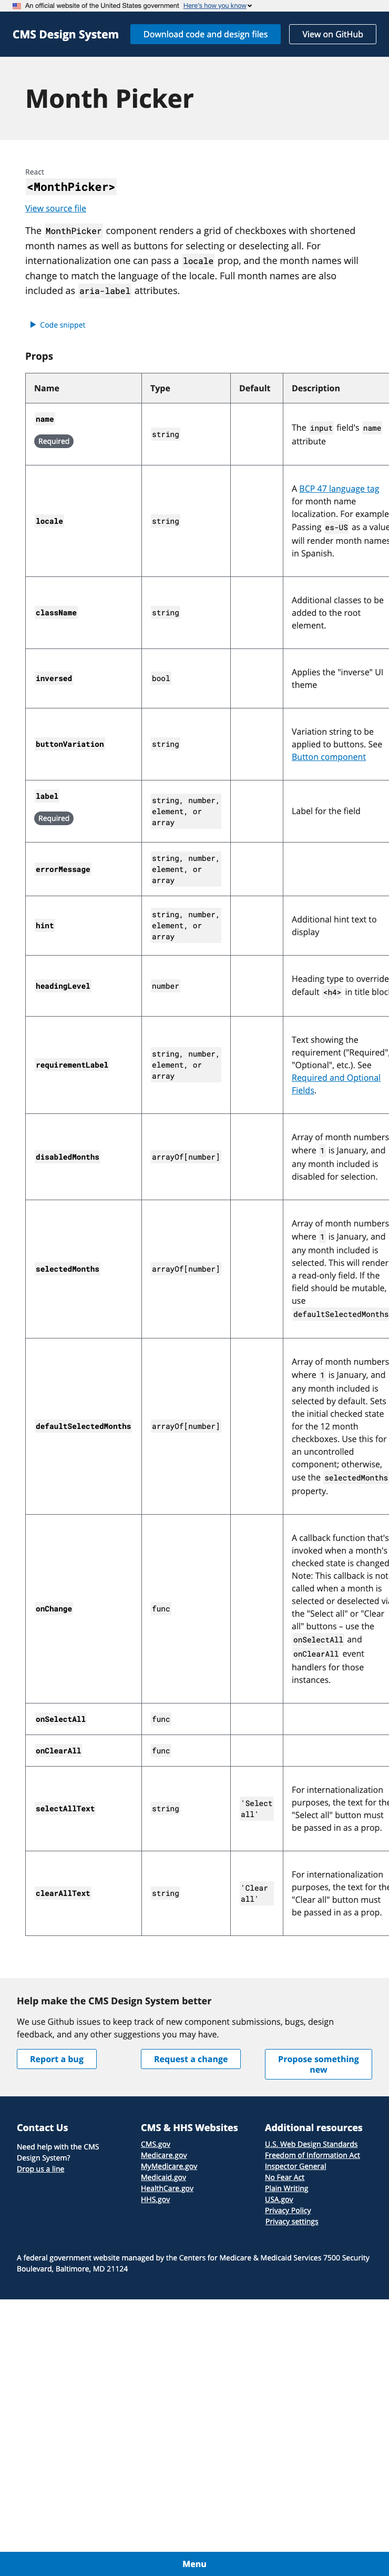 An official website of the United States government Here's how you know
CMS Design System
Download code and design files
View on GitHub
Month Picker
React
<MonthPicker>
View source file
The MonthPicker component renders a grid of checkboxes with shortened
month names as well as buttons for selecting or deselecting all. For
internationalization one can pass a locale prop, and the month names
change to match the language of the locale. Full month names are also
included as aria-label attributes.
Code snippet
Props
Name Type Default Description
name
Required
string
The input field's name
attribute
locale
string
A BCP 47 language tag
for month name
localization. For example
Passing es-US as a value
will render month names
in Spanish.
className
string
Additional classes to be
added to the root
element.
inversed
bool
Applies the "inverse" UI
theme
buttonVariation
string
Variation string to be
applied to buttons. See
Button component
label
Required
string, number,
element, or
array
Label for the field
errorMessage
string, number,
element, or
array
hint
string, number,
element, or
array
Additional hint text to
display
headingLevel
number
Heading type to override
default <h4> in title bloc
requirementLabel
string, number,
element, or
array
Text showing the
requirement ("Required",
"Optional", etc.). See
Required and Optional
Fields.
disabledMonths
arrayOf[number]
Array of month numbers
where 1 is January, and
any month included is
disabled for selection.
selectedMonths
arrayOf[number]
Array of month numbers
where 1 is January, and
any month included is
selected. This will render
a read-only field. If the
field should be mutable,
use
defaultSelectedMonths
defaultSelectedMonths
arrayOf[number]
Array of month numbers
where 1 is January, and
any month included is
selected by default. Sets
the initial checked state
for the 12 month
checkboxes. Use this for
an uncontrolled
component; otherwise,
use the selectedMonths
property.
onChange
func
A callback function that's
invoked when a month's
checked state is changed
Note: This callback is not
called when a month is
selected or deselected via
the "Select all" or "Clear
all" buttons – use the
onSelectAll and
onClearAll event
handlers for those
instances.
onSelectAll
func
onClearAll
func
selectAllText
string
'Select
all'
For internationalization
purposes, the text for the
"Select all" button must
be passed in as a prop.
clearAllText
string
'Clear
all'
For internationalization
purposes, the text for the
"Clear all" button must
be passed in as a prop.
Help make the CMS Design System better
We use Github issues to keep track of new component submissions, bugs, design
feedback, and any other suggestions you may have.
Report a bug
Request a change
Propose something
new
Contact Us
Need help with the CMS
Design System?
Drop us a line
CMS & HHS Websites
CMS.gov
Medicare.gov
MyMedicare.gov
Medicaid.gov
HealthCare.gov
HHS.gov
Additional resources
U.S. Web Design Standards
Freedom of Information Act
Inspector General
No Fear Act
Plain Writing
USA.gov
Privacy Policy
Privacy settings
A federal government website managed by the Centers for Medicare & Medicaid Services 7500 Security
Boulevard, Baltimore, MD 21124
Menu